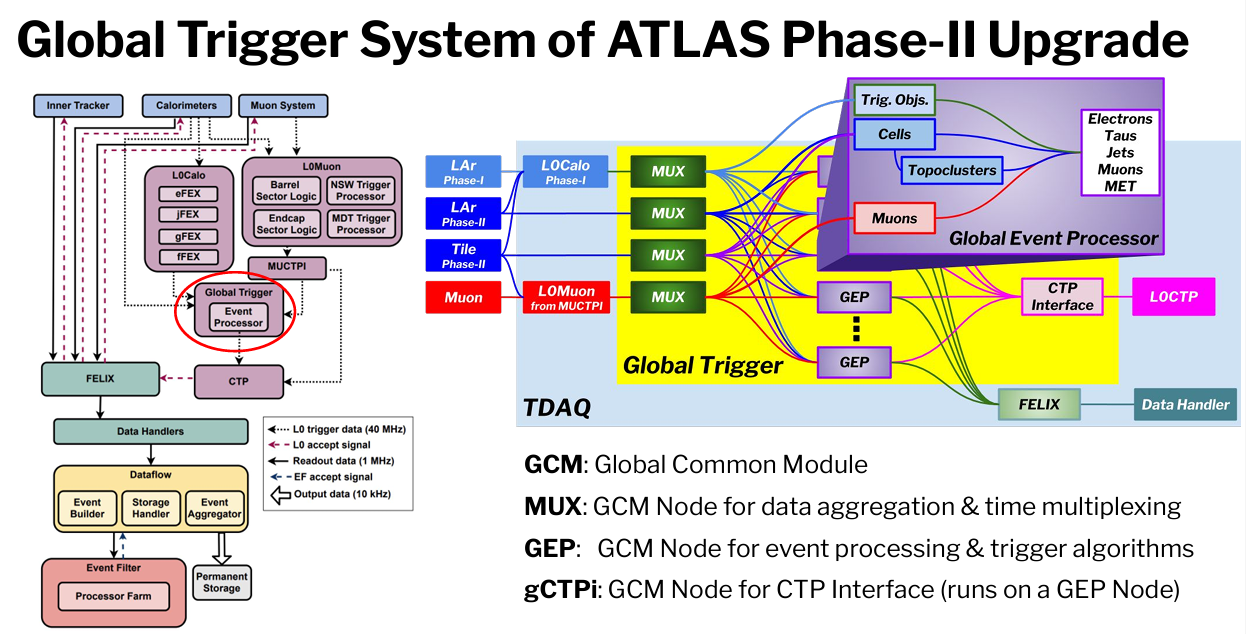 Global Trigger System of ATLAS Phase-II Upgrade
Inner Tracker
Calorimeters
Muon System
L0Calo
eFEX
jFEX
gFEX
fFEX
L0Muon
Barrel
Sector Logic
NSW Trigger
Processor
Endcap
Sector Logic
MDT Trigger
Processor
MUCTPI
Global Trigger
Event
Processor
FELIX
CTP
Data Handlers
Dataflow
Event
Builder
Storage
Handler
Event
Aggregator
Event Filter
Processor Farm
Permanent
Storage
L0 trigger data (40 MHz)
L0 accept signal
Readout data (1 MHz)
EF accept signal
Output data (10 kHz)
LAr
Phase-I
L0Calo
Phase-I
MUX
LAr
Phase-II
MUX
Tile
Phase-II
MUX
Muon
L0Muon
from MUCTPI
MUX
Trig. Objs.
Cells
Topoclusters
Muons
Electrons
Taus
Jets
Muons
MET
Global Event Processor
GEP
GEP
CTP
Interface
L0CTP
Global Trigger
TDAQ
FELIX
Data Handler
GCM: Global Common Module
MUX: GCM Node for data aggregation & time multiplexing
GEP: GCM Node for event processing & trigger algorithms
gCTPi: GCM Node for CTP Interface (runs on a GEP Node)